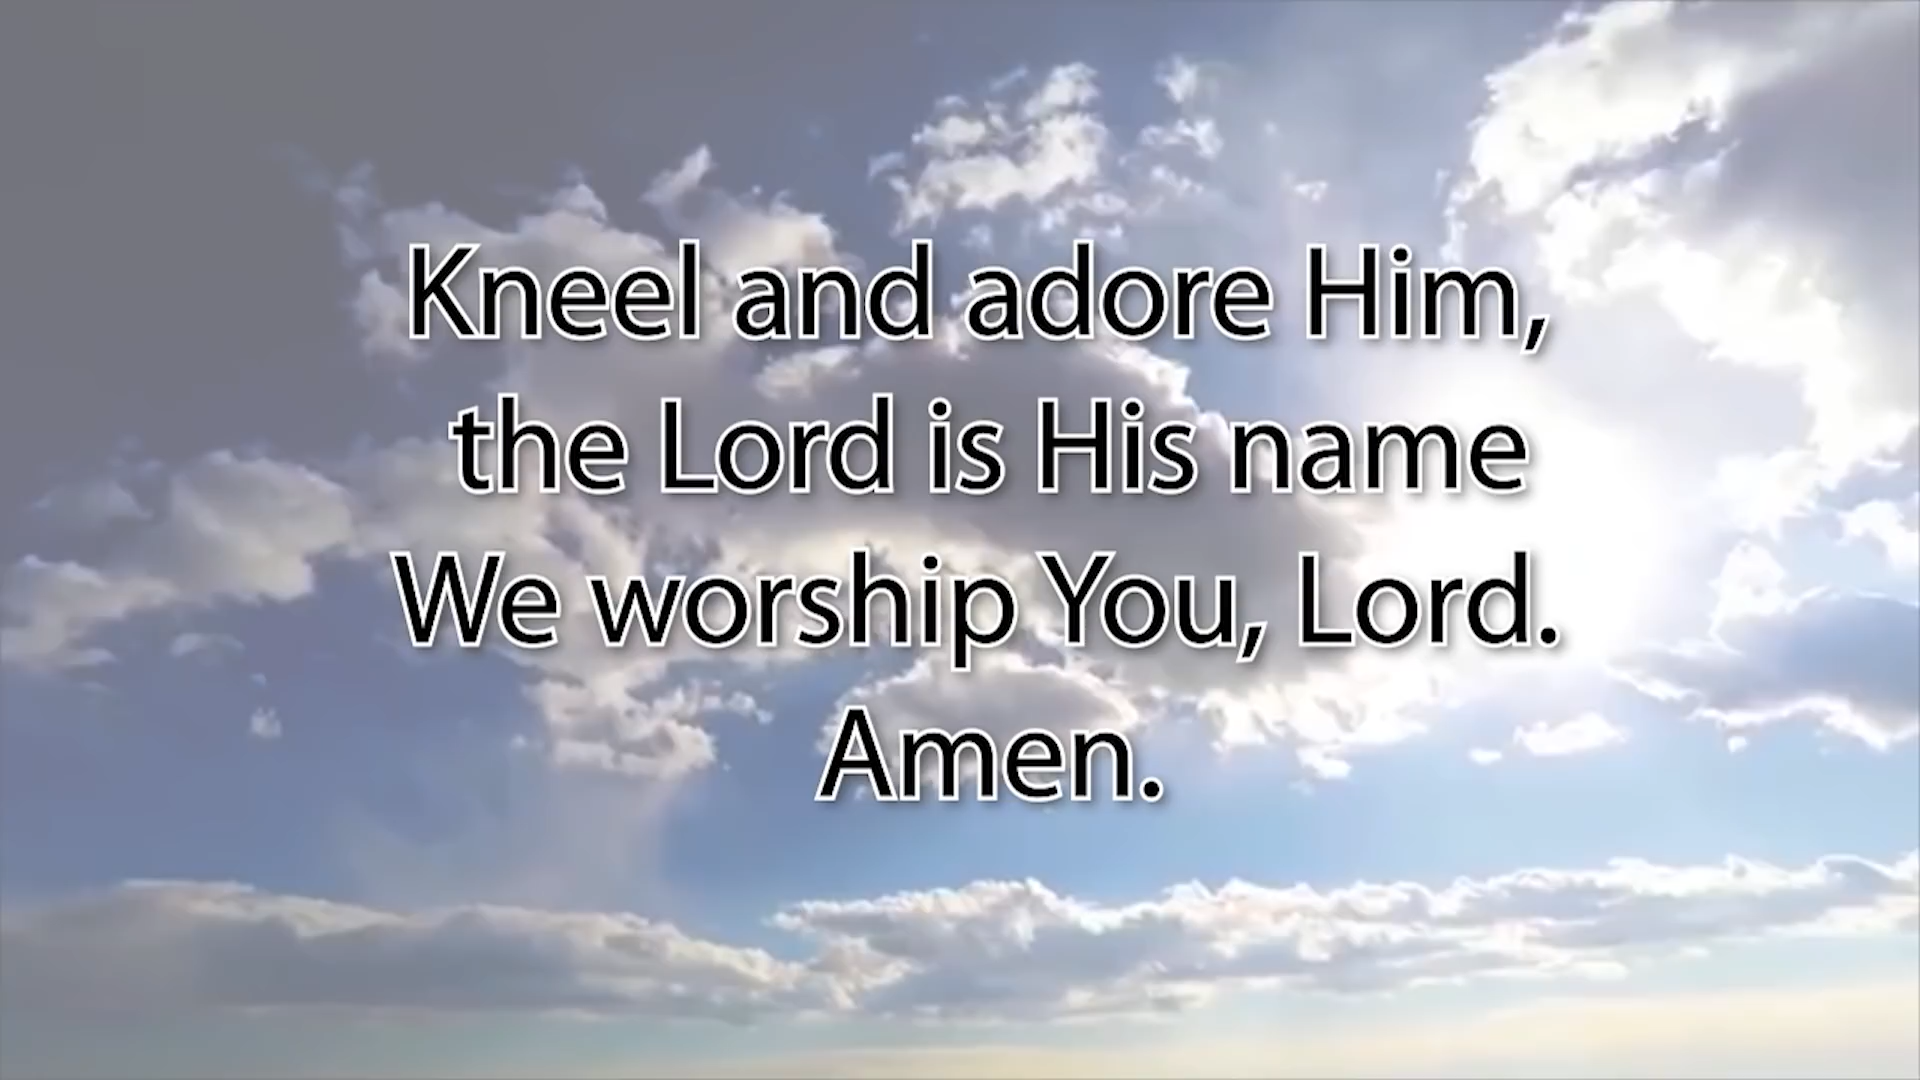 Kneel and adore Him,
the Lord is His name
We worship You, Lord.
Amen.